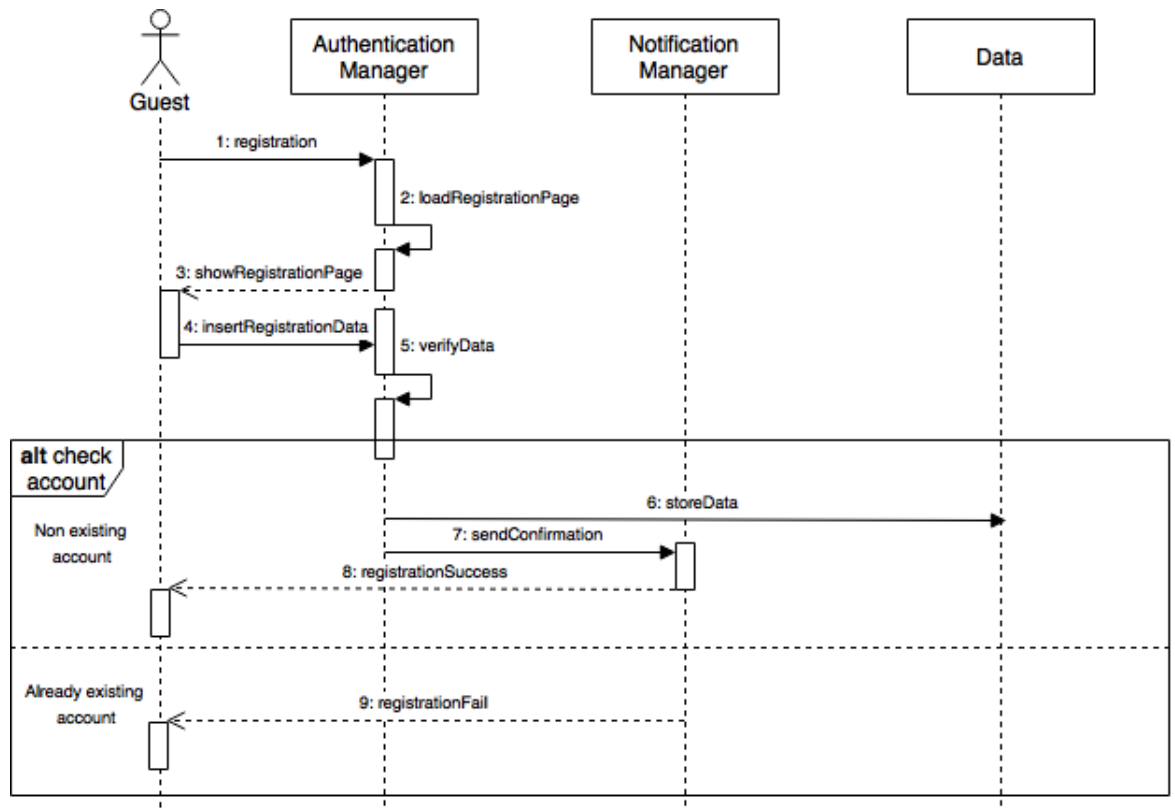 Guest
Authentication
Manager
Notification
Manager
Data
1: registration
2: loadRegistrationPage
3: showRegistrationPage
4: insertRegistrationData
5: verifyData
alt check
account
6: storeData
Non existing
account
7: sendConfirmation
8: registrationSuccess
Already existing
account
9: registrationFail